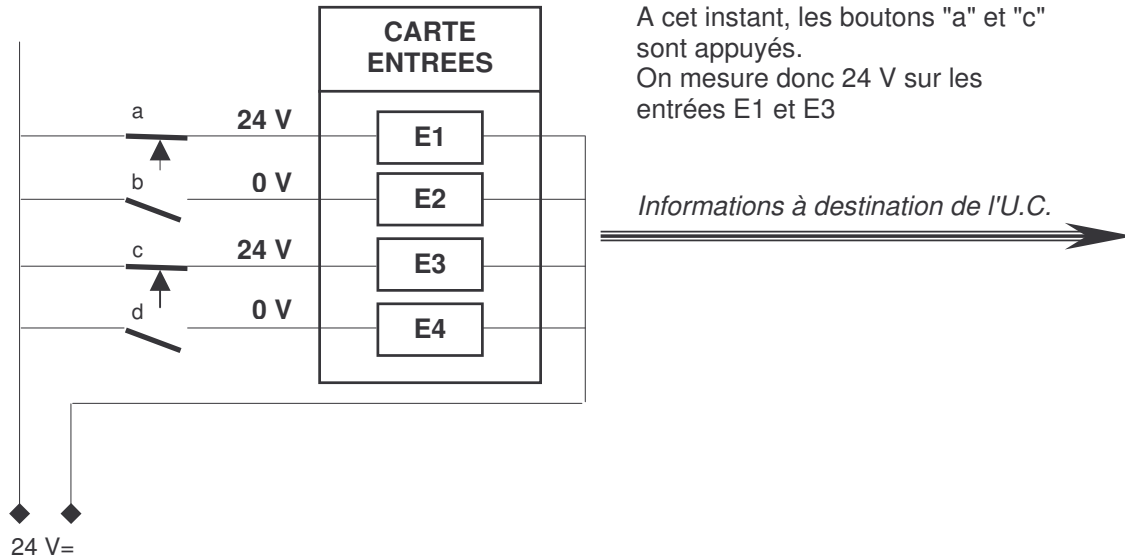 CARTE
ENTREES
A cet instant, les boutons "a" et "c"
sont appuyés.
On mesure donc 24 V sur les
entrées E1 et E3
a
24 V
E1
b
0 V
E2
Informations à destination de l'U.C.
c
24 V
E3
d
0 V
E4
24 V=